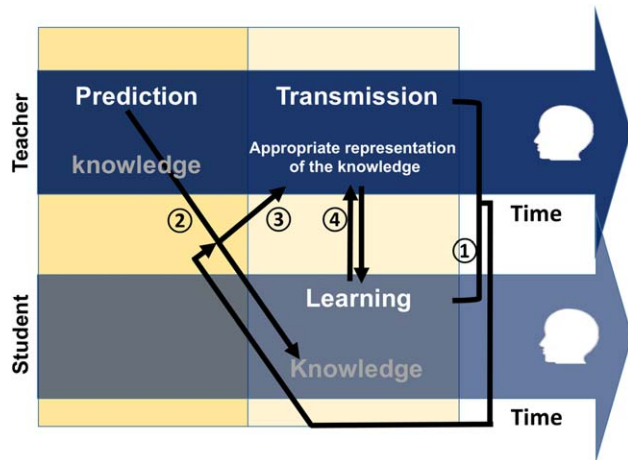 Teacher
Prediction
Transmission
knowledge
Appropriate representation
of the knowledge
② ③ ④ ①
Time
Student
Learning
Knowledge
Time